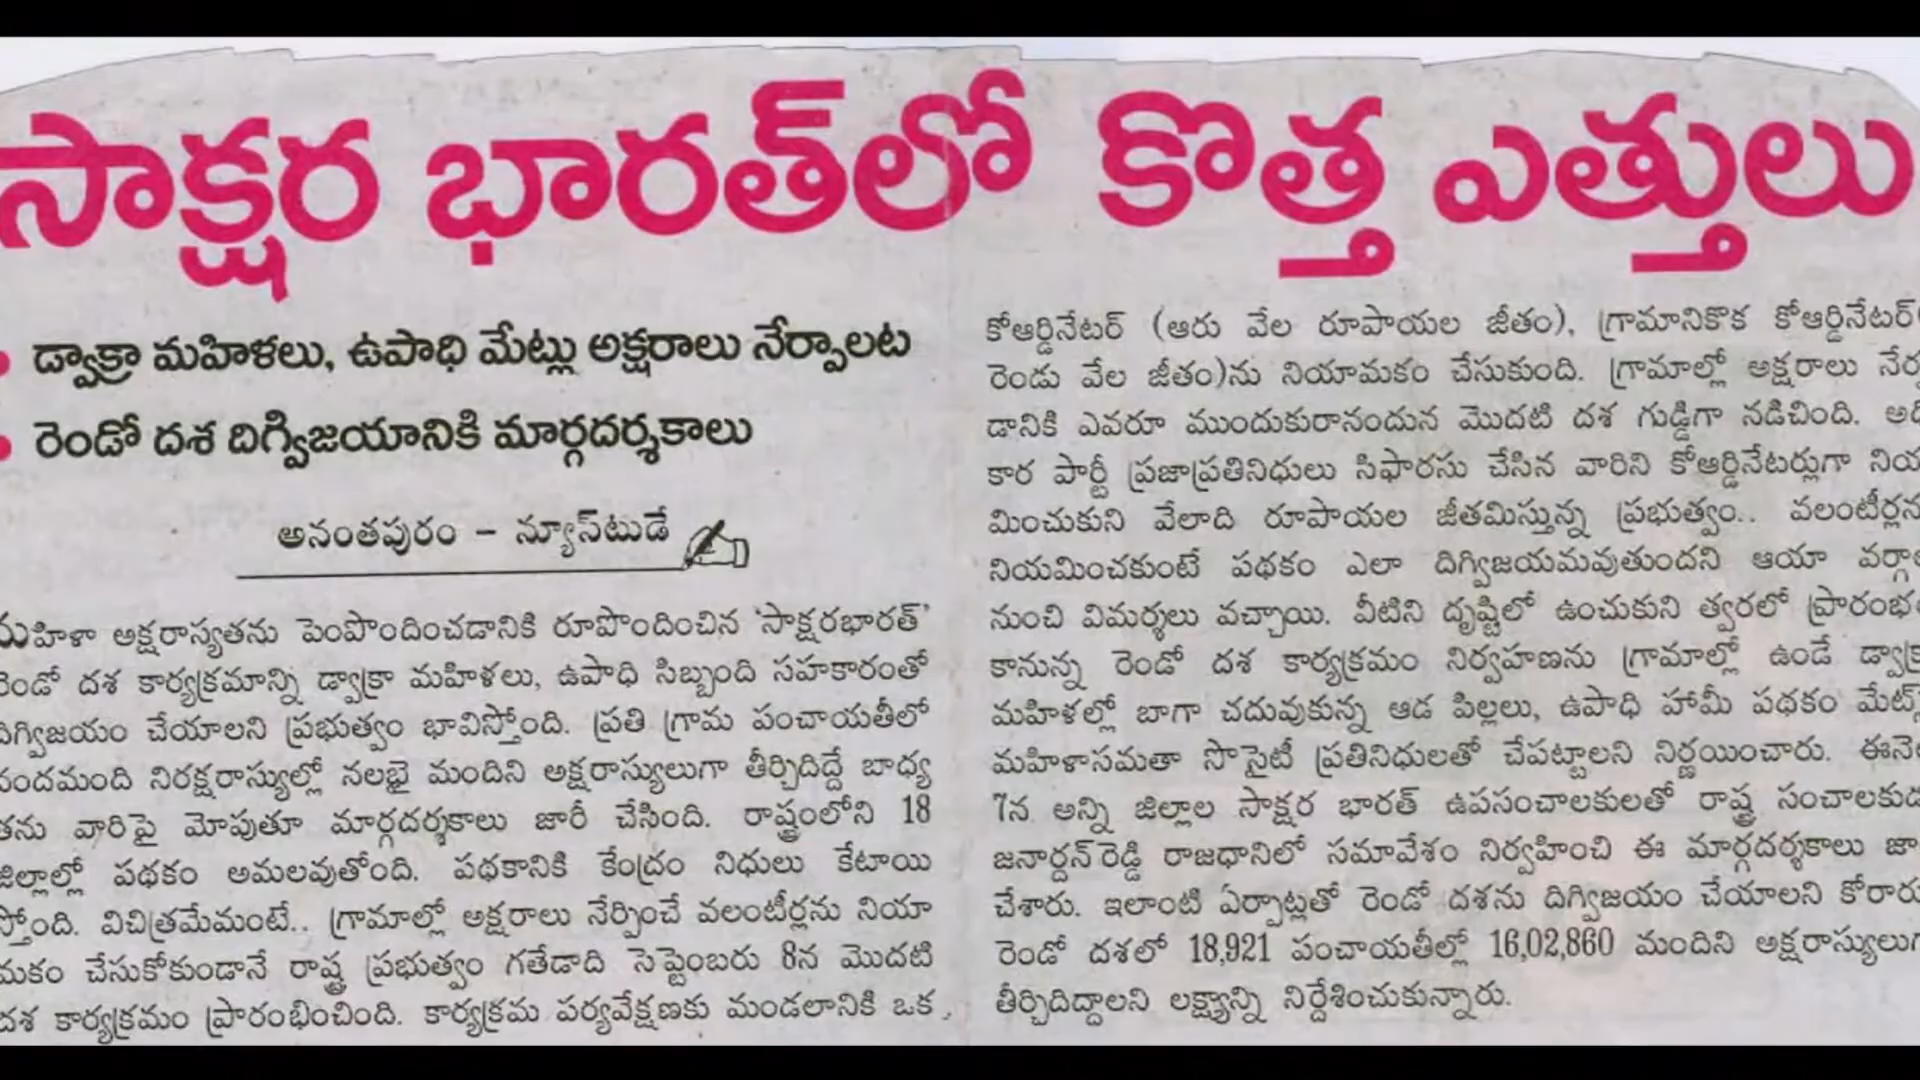 సాక్షర భారత్‌లో కొత్త ఎత్తులు
డ్వాక్రా మహిళలు, ఉపాధి మేట్లు అక్షరాలు నేర్పాలట
రెండో దశ దిగ్విజయానికి మార్గదర్శకాలు
అనంతపురం - న్యూస్‌టుడే
మహిళా అక్షరాస్యతను పెంపొందించడానికి రూపొందించిన 'సాక్షరభారత్'
రెండో దశ కార్యక్రమాన్ని డ్వాక్రా మహిళలు, ఉపాధి సిబ్బంది సహకారంతో
దిగ్విజయం చేయాలని ప్రభుత్వం భావిస్తోంది. ప్రతి గ్రామ పంచాయతీలో
వందమంది నిరక్షరాస్యుల్లో నలభై మందిని అక్షరాస్యులుగా తీర్చిదిద్దే బాధ్య
తను వారిపై మోపుతూ మార్గదర్శకాలు జారీ చేసింది. రాష్ట్రంలోని 18
జిల్లాల్లో పథకం అమలవుతోంది. పథకానికి కేంద్రం నిధులు కేటాయి
స్తోంది. విచిత్రమేమంటే.. గ్రామాల్లో అక్షరాలు నేర్పించే వలంటీర్లను నియా
మకం చేసుకోకుండానే రాష్ట్ర ప్రభుత్వం గతేడాది సెప్టెంబరు 8న మొదటి
దశ కార్యక్రమం ప్రారంభించింది. కార్యక్రమ పర్యవేక్షణకు మండలానికి ఒక
కోఆర్డినేటర్ (ఆరు వేల రూపాయల జీతం), గ్రామానికొక కోఆర్డినేటర్(
రెండు వేల జీతం)ను నియామకం చేసుకుంది. గ్రామాల్లో అక్షరాలు నేర్ప
డానికి ఎవరూ ముందుకురానందున మొదటి దశ గుడ్డిగా నడిచింది. అధి
కార పార్టీ ప్రజాప్రతినిధులు సిఫారసు చేసిన వారిని కోఆర్డినేటర్లుగా నియ
మించుకుని వేలాది రూపాయల జీతమిస్తున్న ప్రభుత్వం.. వలంటీర్లను
నియమించకుంటే పథకం ఎలా దిగ్విజయమవుతుందని ఆయా వర్గాల
నుంచి విమర్శలు వచ్చాయి. వీటిని దృష్టిలో ఉంచుకుని త్వరలో ప్రారంభం
కానున్న రెండో దశ కార్యక్రమం నిర్వహణను గ్రామాల్లో ఉండే డ్వాక్రా
మహిళల్లో బాగా చదువుకున్న ఆడ పిల్లలు, ఉపాధి హామీ పథకం మేట్స్
మహిళాసమతా సొసైటీ ప్రతినిధులతో చేపట్టాలని నిర్ణయించారు. ఈనెల
7న అన్ని జిల్లాల సాక్షర భారత్ ఉపసంచాలకులతో రాష్ట్ర సంచాలకుడు
జనార్దన్‌రెడ్డి రాజధానిలో సమావేశం నిర్వహించి ఈ మార్గదర్శకాలు జారీ
చేశారు. ఇలాంటి ఏర్పాట్లతో రెండో దశను దిగ్విజయం చేయాలని కోరారు
రెండో దశలో 18,921 పంచాయతీల్లో 16,02,860 మందిని అక్షరాస్యులుగా
తీర్చిదిద్దాలని లక్ష్యాన్ని నిర్దేశించుకున్నారు.